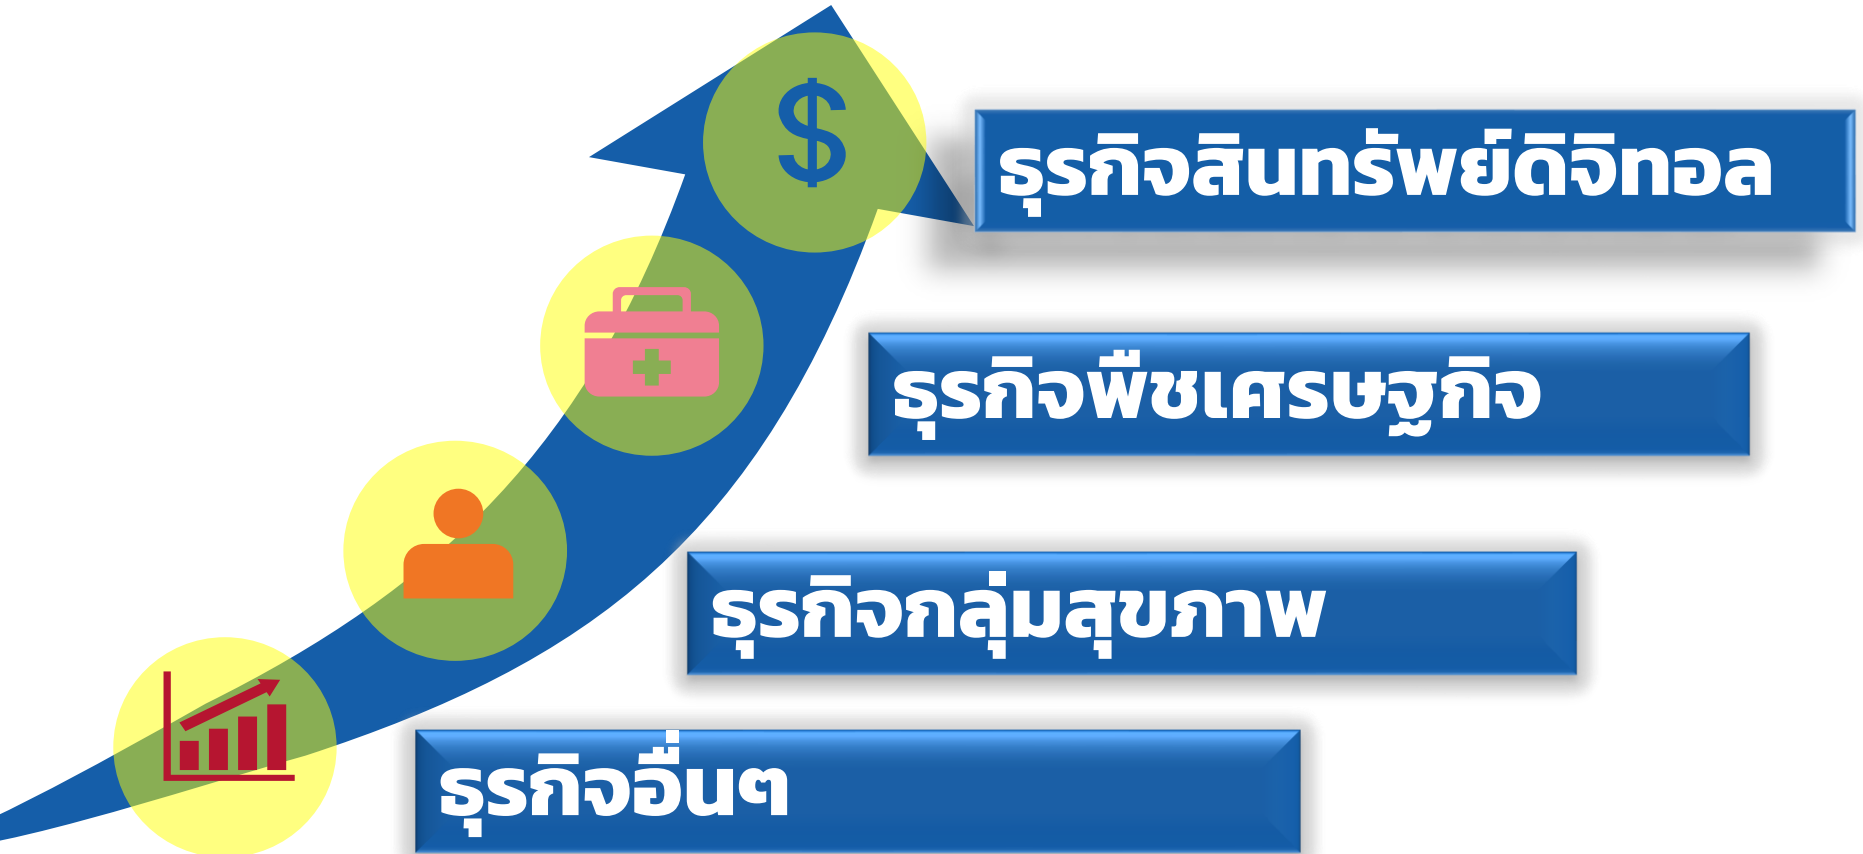 ธุรกิจสินทรัพย์ดิจิทอล
ธุรกิจพืชเศรษฐกิจ
ธุรกิจกลุ่มสุขภาพ
ธุรกิจอื่นๆ